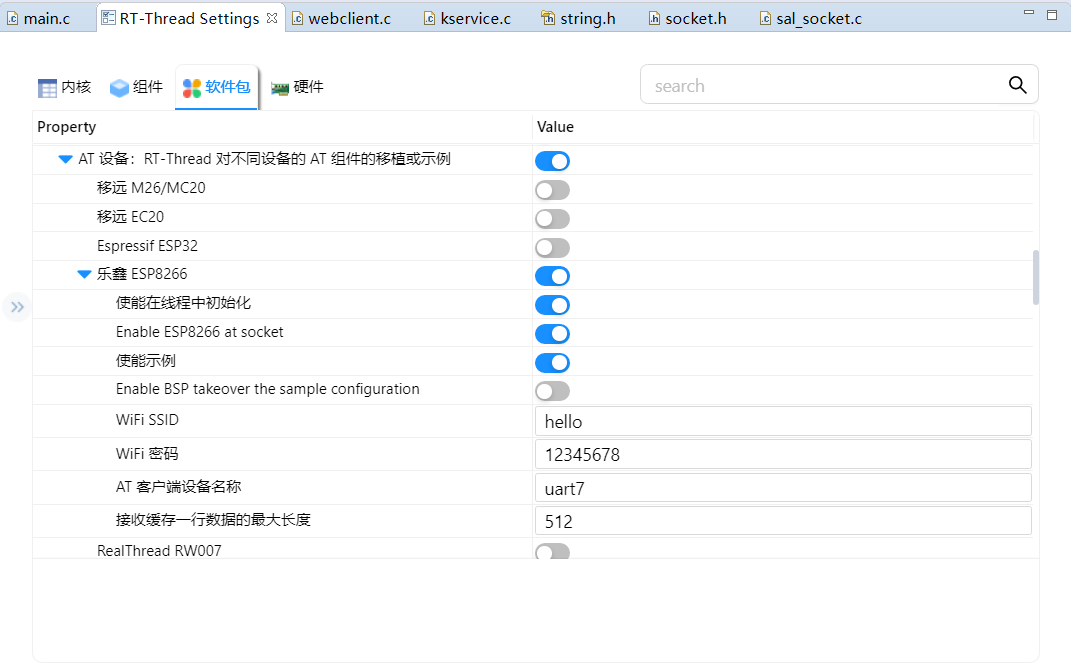 main.c RT-Thread Settings webclient.c kservice.c string.h socket.h sal_socket.c
内核 组件 软件包 硬件 search
Property Value
AT 设备：RT-Thread 对不同设备的 AT 组件的移植或示例
移远 M26/MC20
移远 EC20
Espressif ESP32
乐鑫 ESP8266
使能在线程中初始化
Enable ESP8266 at socket
使能示例
Enable BSP takeover the sample configuration
WiFi SSID hello
WiFi 密码 12345678
AT 客户端设备名称 uart7
接收缓存一行数据的最大长度 512
RealThread RW007